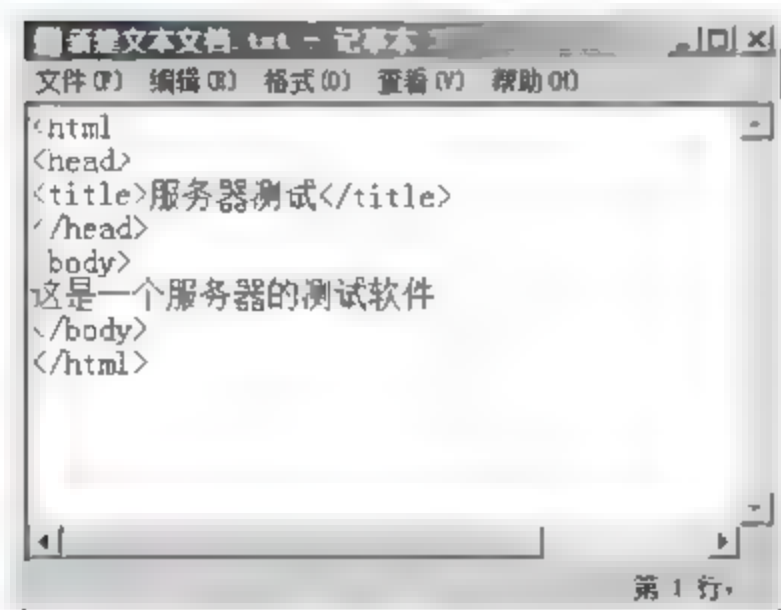 新建文本文档.txt - 记事本
文件(F) 编辑(E) 格式(O) 查看(V) 帮助(H)
<html
<head>
<title>服务器测试</title>
</head>
body>
这是一个服务器的测试软件
</body>
</html>
第 1 行,